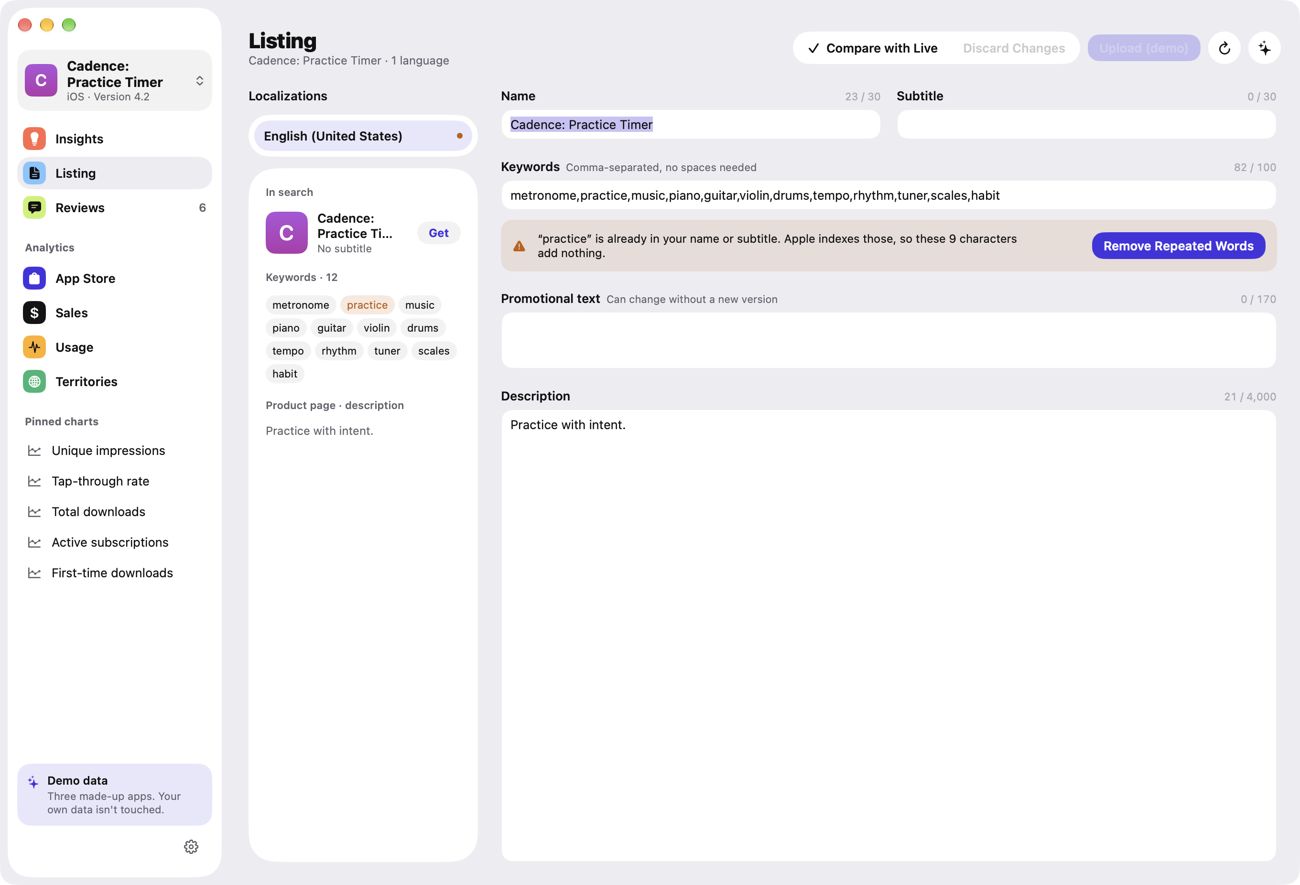 C
Cadence:
Practice Timer
iOS · Version 4.2
Insights
Listing
Reviews 6
Analytics
App Store
$ Sales
Usage
Territories
Pinned charts
Unique impressions
Tap-through rate
Total downloads
Active subscriptions
First-time downloads
Demo data
Three made-up apps. Your
own data isn't touched.
Listing
Cadence: Practice Timer · 1 language
Compare with Live
Discard Changes
Upload (demo)
Localizations
English (United States)
In search
C
Cadence:
Practice Ti...
No subtitle
Get
Keywords · 12
metronome practice music
piano guitar violin drums
tempo rhythm tuner scales
habit
Product page · description
Practice with intent.
Name 23 / 30
Cadence: Practice Timer
Subtitle 0 / 30
Keywords Comma-separated, no spaces needed 82 / 100
metronome,practice,music,piano,guitar,violin,drums,tempo,rhythm,tuner,scales,habit
“practice” is already in your name or subtitle. Apple indexes those, so these 9 characters
add nothing.
Remove Repeated Words
Promotional text Can change without a new version 0 / 170
Description 21 / 4,000
Practice with intent.